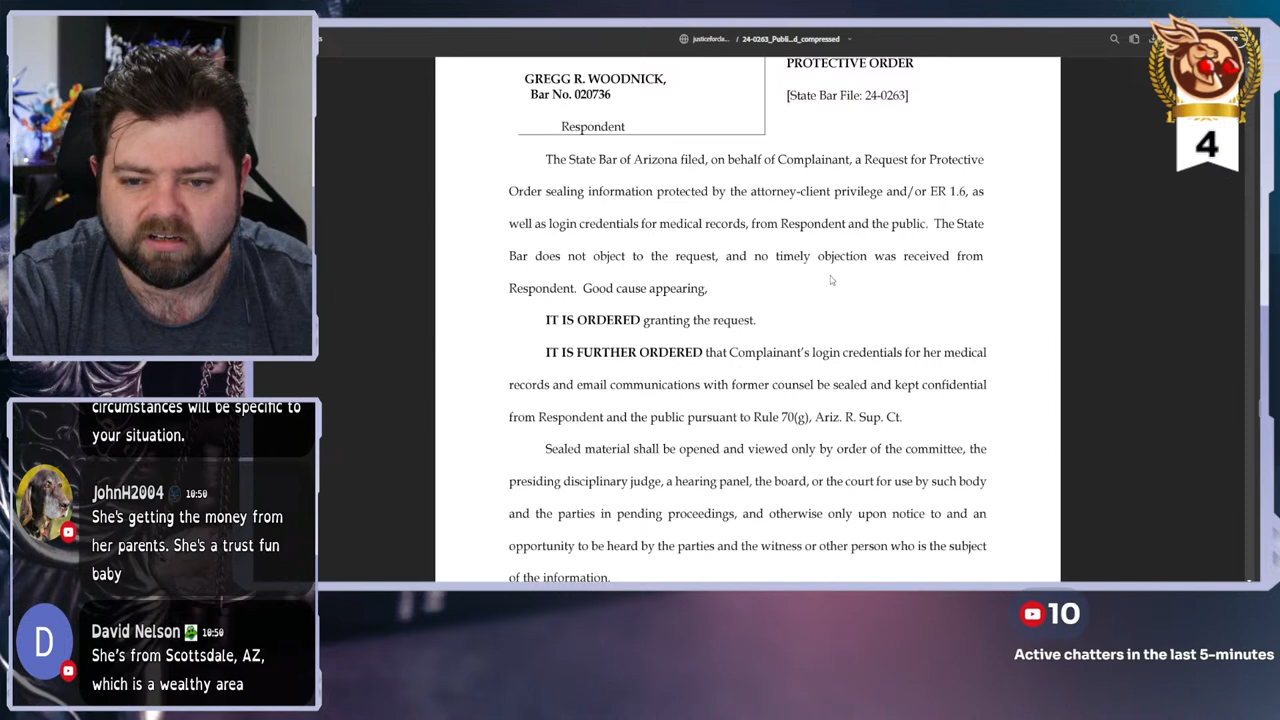 justicefordla... / 24-0263_Publi...d_compressed
GREGG R. WOODNICK,
Bar No. 020736
Respondent
PROTECTIVE ORDER
[State Bar File: 24-0263]
The State Bar of Arizona filed, on behalf of Complainant, a Request for Protective
Order sealing information protected by the attorney-client privilege and/or ER 1.6, as
well as login credentials for medical records, from Respondent and the public. The State
Bar does not object to the request, and no timely objection was received from
Respondent. Good cause appearing,
IT IS ORDERED granting the request.
IT IS FURTHER ORDERED that Complainant's login credentials for her medical
records and email communications with former counsel be sealed and kept confidential
from Respondent and the public pursuant to Rule 70(g), Ariz. R. Sup. Ct.
Sealed material shall be opened and viewed only by order of the committee, the
presiding disciplinary judge, a hearing panel, the board, or the court for use by such body
and the parties in pending proceedings, and otherwise only upon notice to and an
opportunity to be heard by the parties and the witness or other person who is the subject
of the information.
4
circumstances will be specific to
your situation.
JohnH2004 10:50
She's getting the money from
her parents. She's a trust fun
baby
D
David Nelson 10:50
She's from Scottsdale, AZ,
which is a wealthy area
10
Active chatters in the last 5-minutes